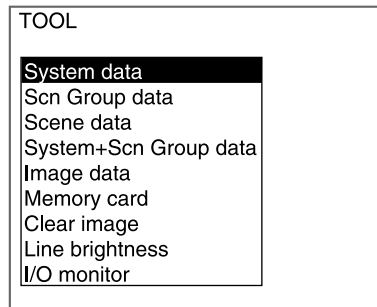 TOOL
System data
Scn Group data
Scene data
System+Scn Group data
Image data
Memory card
Clear image
Line brightness
I/O monitor